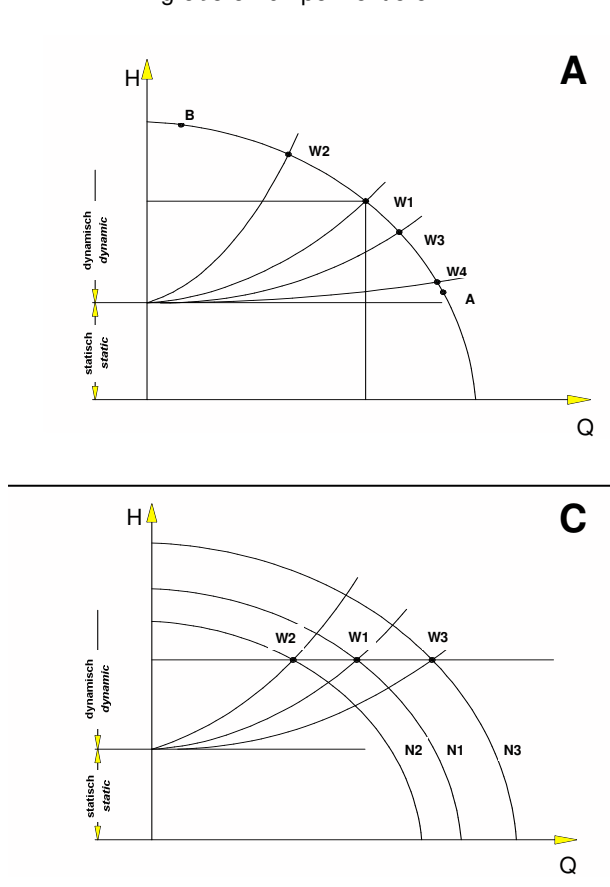 A
H
B
W2
W1
W3
W4
A
dynamisch
dynamic
statisch
static
Q
C
H
W2
W1
W3
dynamisch
dynamic
N2
N1
N3
statisch
static
Q